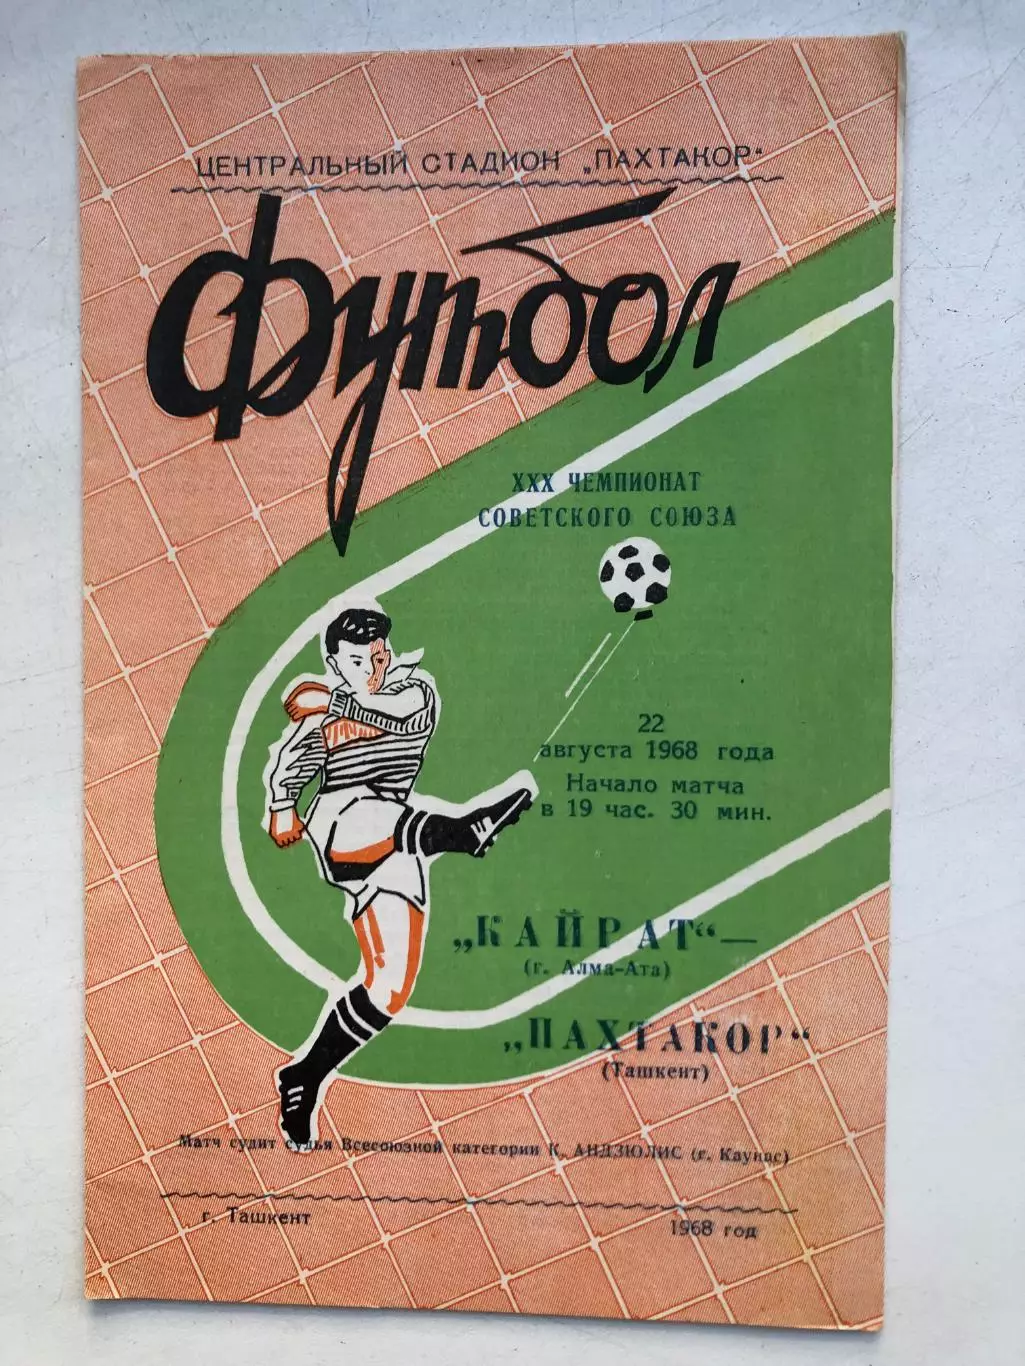 ЦЕНТРАЛЬНЫЙ СТАДИОН „ПАХТАКОР“
Футбол
XXX ЧЕМПИОНАТ
СОВЕТСКОГО СОЮЗА
22
августа 1968 года
Начало матча
в 19 час. 30 мин.
„КАЙРАТ“—
(г. Алма-Ата)
„ПАХТАКОР“
(Ташкент)
Матч судит судья Всесоюзной категории К. АНДЗЮЛИС (г. Каунас)
г. Ташкент
1968 год